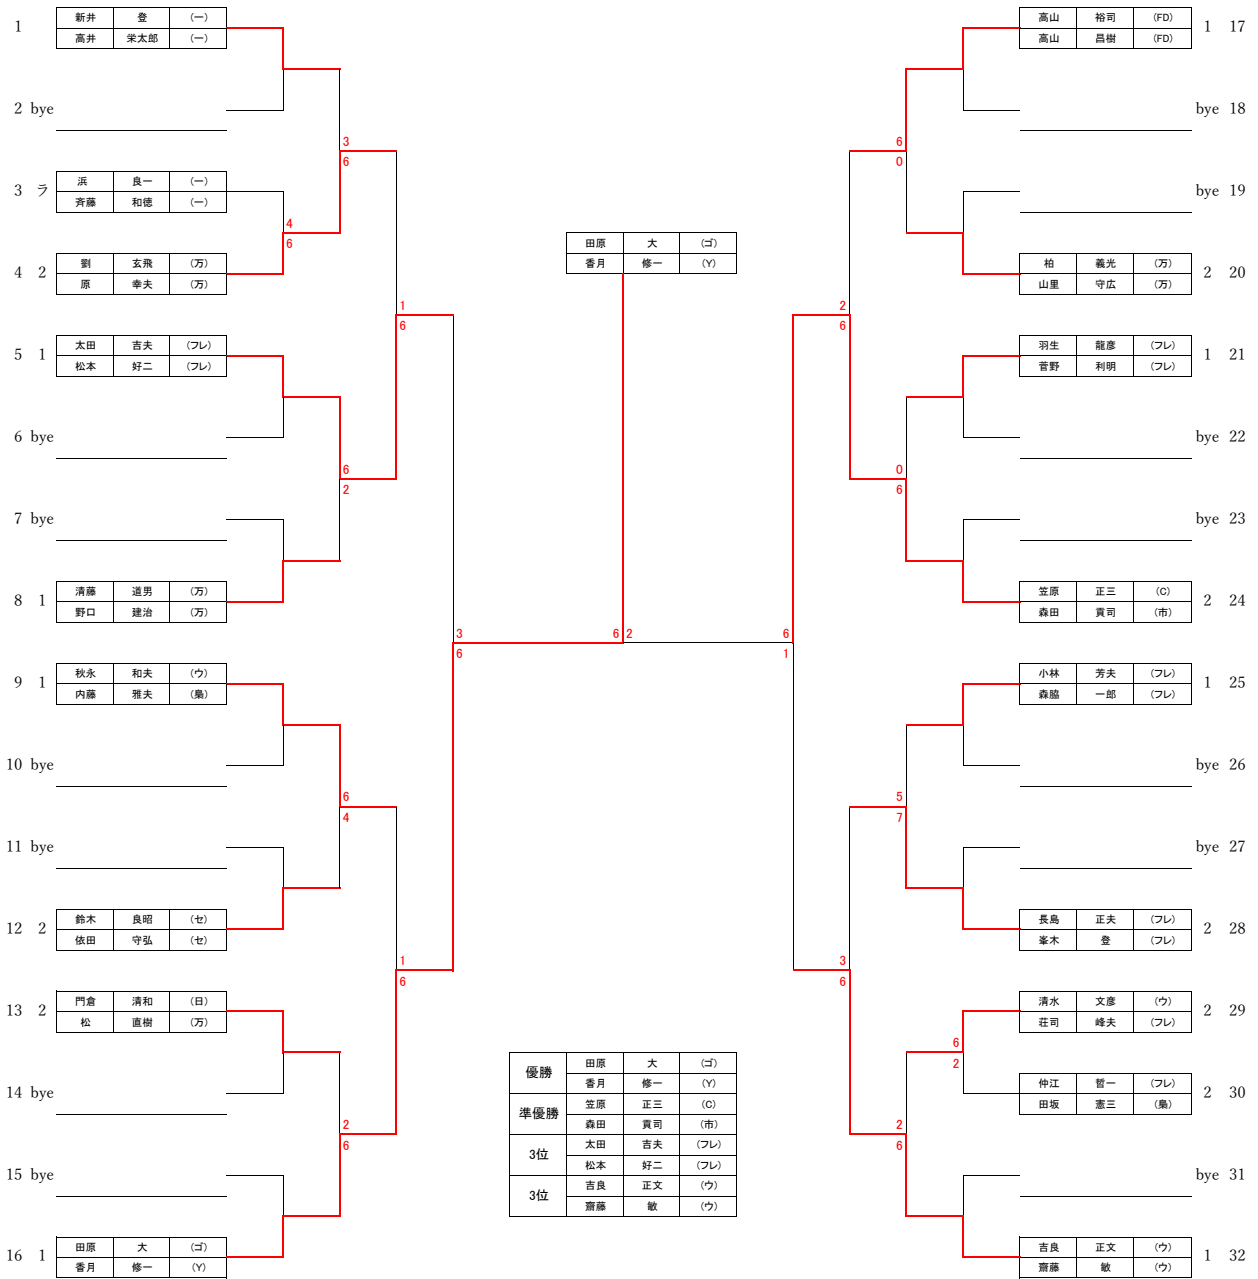 1 新井 登 (一)
高井 栄太郎 (一)
2 bye
3
6
3 ラ 浜 良一 (一)
斉藤 和徳 (一)
4
6
4 2 劉 玄飛 (万)
原 幸夫 (万)
1
6
5 1 太田 吉夫 (フレ)
松本 好二 (フレ)
6 bye
6
2
7 bye
8 1 清藤 道男 (万)
野口 建治 (万)
3
6
9 1 秋永 和夫 (ウ)
内藤 雅夫 (梟)
10 bye
6
4
11 bye
12 2 鈴木 良昭 (セ)
依田 守弘 (セ)
1
6
13 2 門倉 清和 (日)
松 直樹 (万)
14 bye
2
6
15 bye
16 1 田原 大 (ゴ)
香月 修一 (Y)
田原 大 (ゴ)
香月 修一 (Y)
6 2
優勝 田原 大 (ゴ)
香月 修一 (Y)
準優勝 笠原 正三 (C)
森田 貢司 (市)
3位 太田 吉夫 (フレ)
松本 好二 (フレ)
3位 吉良 正文 (ウ)
齋藤 敏 (ウ)
高山 裕司 (FD) 1 17
高山 昌樹 (FD)
bye 18
6
0
bye 19
柏 義光 (万) 2 20
山里 守広 (万)
2
6
羽生 龍彦 (フレ) 1 21
菅野 利明 (フレ)
bye 22
0
6
bye 23
笠原 正三 (C) 2 24
森田 貢司 (市)
6
1
小林 芳夫 (フレ) 1 25
森脇 一郎 (フレ)
bye 26
5
7
bye 27
長島 正夫 (フレ) 2 28
峯木 登 (フレ)
3
6
清水 文彦 (ウ) 2 29
荘司 峰夫 (フレ)
6
2
仲江 哲一 (フレ) 2 30
田坂 憲三 (梟)
2
6
bye 31
吉良 正文 (ウ) 1 32
齋藤 敏 (ウ)